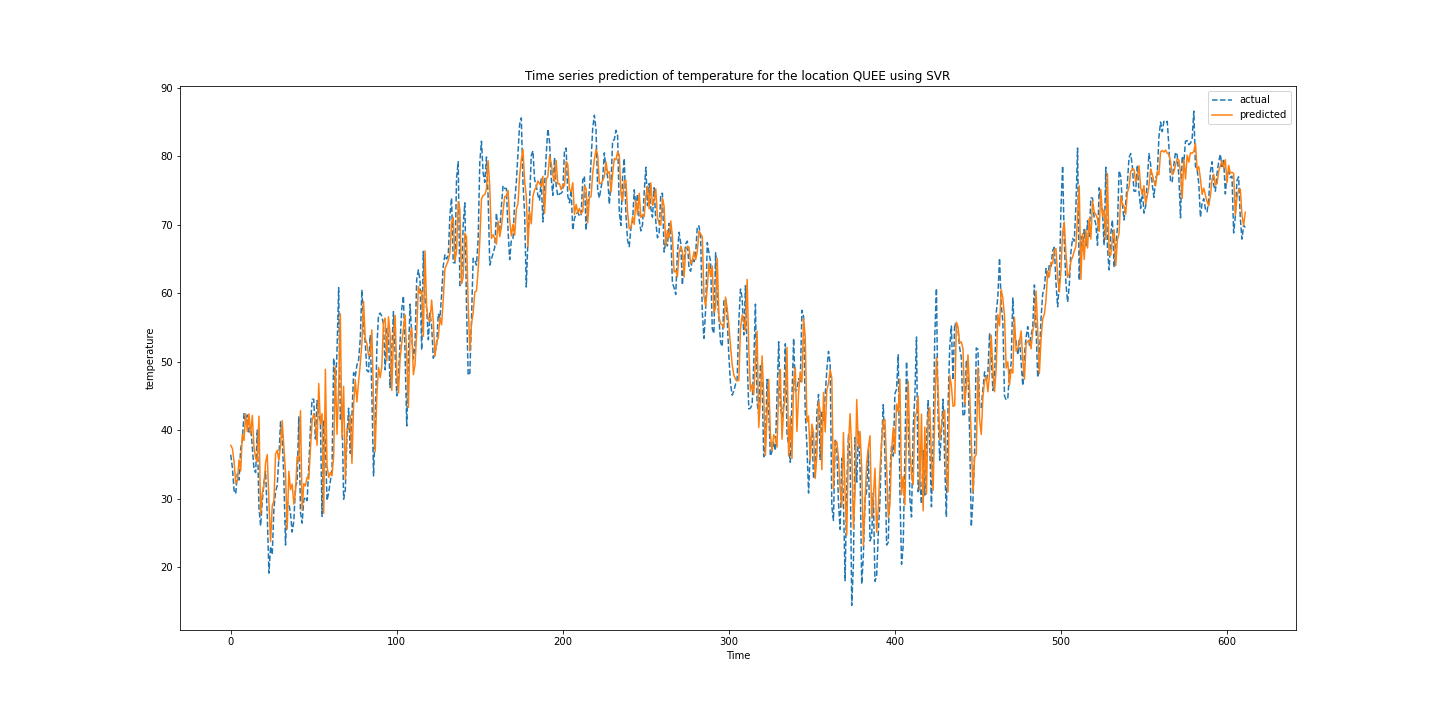 Time series prediction of temperature for the location QUEE using SVR
90
80
70
60
50
40
30
20
temperature
actual
predicted
0 100 200 300 400 500 600
Time